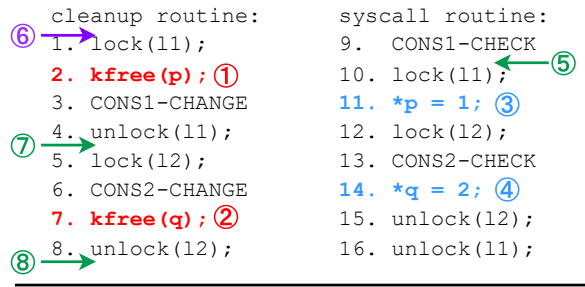 cleanup routine:
⑥
1. lock(l1);
2. kfree(p); ①
3. CONS1-CHANGE
4. unlock(l1);
⑦
5. lock(l2);
6. CONS2-CHANGE
7. kfree(q); ②
8. unlock(l2);
⑧
syscall routine:
9. CONS1-CHECK
⑤
10. lock(l1);
11. *p = 1; ③
12. lock(l2);
13. CONS2-CHECK
14. *q = 2; ④
15. unlock(l2);
16. unlock(l1);